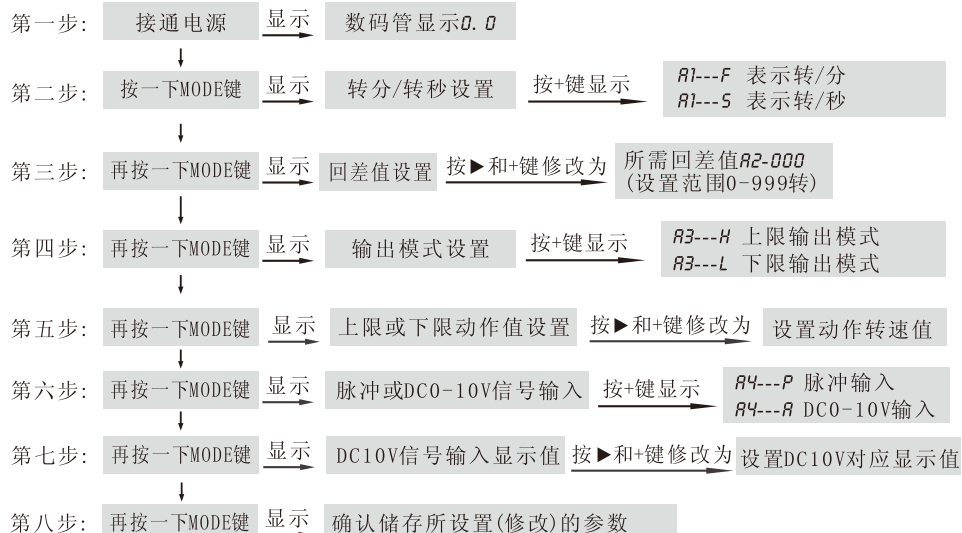 第一步: 接通电源 显示 数码管显示0.0
第二步: 按一下MODE键 显示 转分/转秒设置 按+键显示 A1---F 表示转/分
A1---S 表示转/秒
第三步: 再按一下MODE键 显示 回差值设置 按▶和+键修改为 所需回差值A2-000
(设置范围0-999转)
第四步: 再按一下MODE键 显示 输出模式设置 按+键显示 A3---H 上限输出模式
A3---L 下限输出模式
第五步: 再按一下MODE键 显示 上限或下限动作值设置 按▶和+键修改为 设置动作转速值
第六步: 再按一下MODE键 显示 脉冲或DC0-10V信号输入 按+键显示 A4---P 脉冲输入
A4---A DC0-10V输入
第七步: 再按一下MODE键 显示 DC10V信号输入显示值 按▶和+键修改为 设置DC10V对应显示值
第八步: 再按一下MODE键 显示 确认储存所设置(修改)的参数